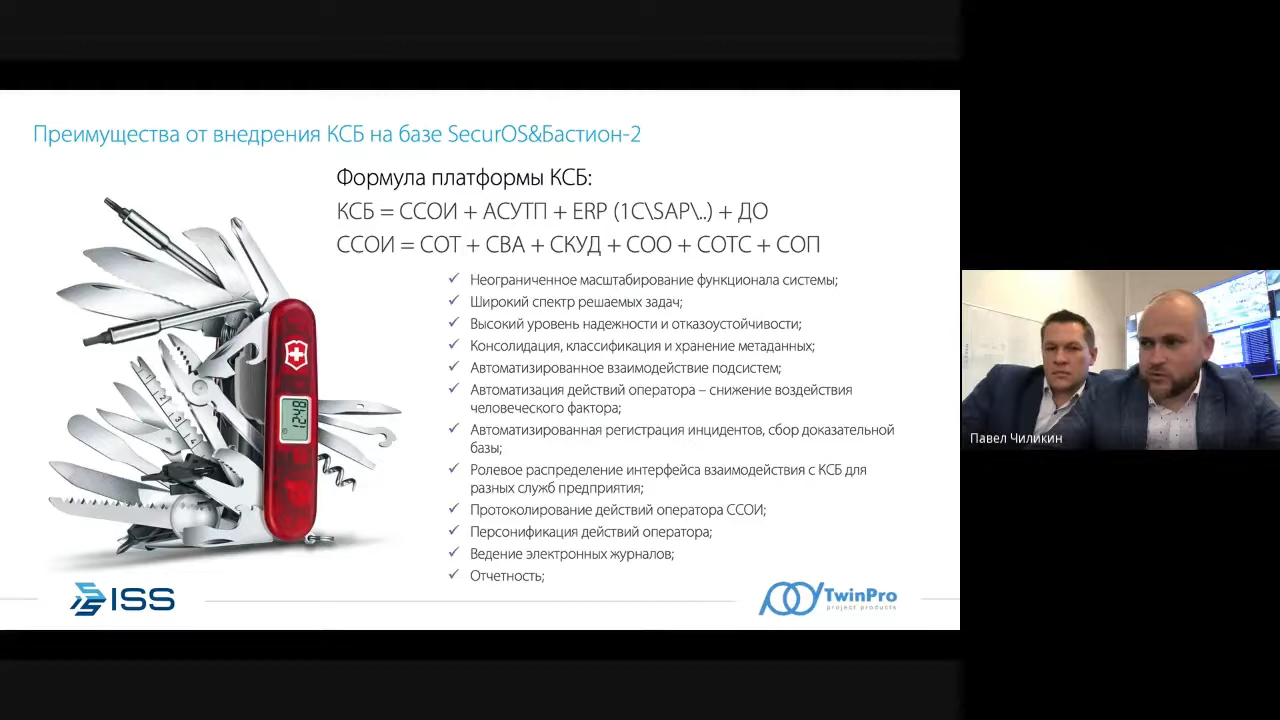 Преимущества от внедрения КСБ на базе SecurOS&Бастион-2
Формула платформы КСБ:
КСБ = ССОИ + АСУТП + ERP (1С\SAP\..) + ДО
ССОИ = СОТ + СВА + СКУД + СОО + СОТС + СОП
Неограниченное масштабирование функционала системы;
Широкий спектр решаемых задач;
Высокий уровень надежности и отказоустойчивости;
Консолидация, классификация и хранение метаданных;
Автоматизированное взаимодействие подсистем;
Автоматизация действий оператора – снижение воздействия
человеческого фактора;
Автоматизированная регистрация инцидентов, сбор доказательной
базы;
Ролевое распределение интерфейса взаимодействия с КСБ для
разных служб предприятия;
Протоколирование действий оператора ССОИ;
Персонификация действий оператора;
Ведение электронных журналов;
Отчетность;
12:48
ISS
TwinPro
project products
Павел Чиликин